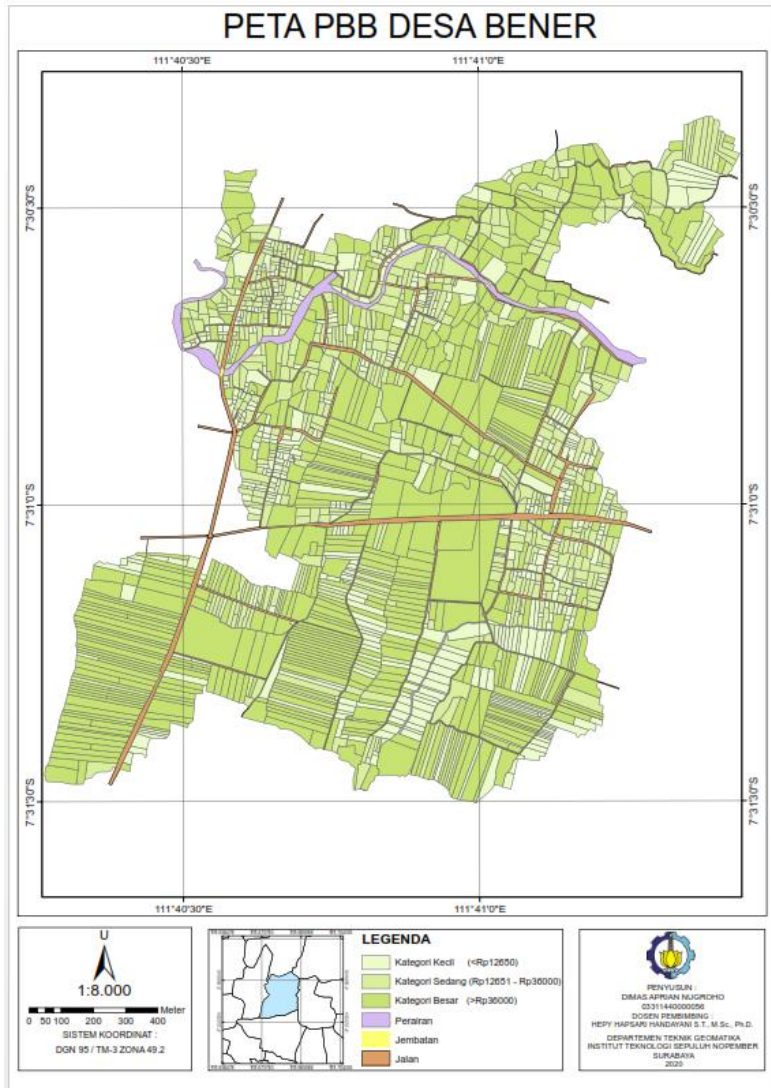 PETA PBB DESA BENER
111°40'30"E
111°41'0"E
7°30'30"S
7°30'30"S
7°31'0"S
7°31'0"S
7°31'30"S
7°31'30"S
111°40'30"E
111°41'0"E
U
1:8.000
0 50 100 200 300 400 Meter
SISTEM KOORDINAT :
DGN 95 / TM-3 ZONA 49.2
LEGENDA
Kategori Kecil (<Rp12650)
Kategori Sedang (Rp12651 - Rp36000)
Kategori Besar (>Rp36000)
Perairan
Jembatan
Jalan
PENYUSUN :
DIMAS APRIAN NUGROHO
03311440000056
DOSEN PEMBIMBING :
HEPY HAPSARI HANDAYANI S.T., M.Sc., Ph.D.
DEPARTEMEN TEKNIK GEOMATIKA
INSTITUT TEKNOLOGI SEPULUH NOPEMBER
SURABAYA
2020